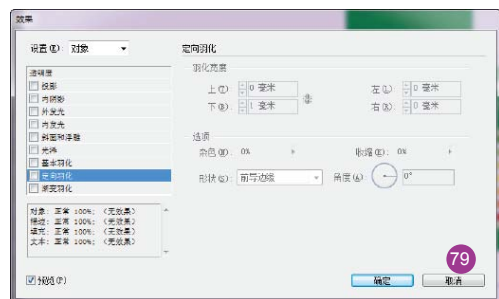 效果
设置(E): 对象
定向羽化
透明度
投影
内阴影
外发光
内发光
斜面和浮雕
光泽
基本羽化
定向羽化
渐变羽化
羽化宽度
上(T): 0 毫米
左(L): 0 毫米
下(B): 1 毫米
右(R): 0 毫米
选项
杂色(N): 0%
收缩(C): 0%
形状(S): 前导边缘
角度(A): 0°
对象: 正常 100%; (无效果)
描边: 正常 100%; (无效果)
填充: 正常 100%; (无效果)
文本: 正常 100%; (无效果)
预览(P)
79
确定
取消